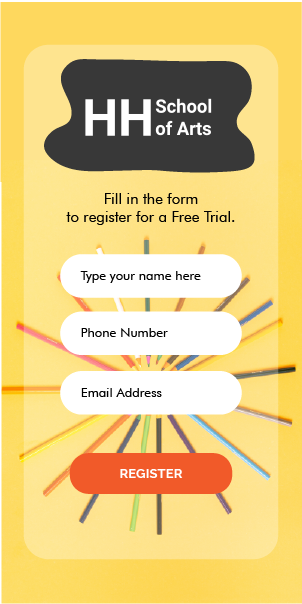 HH School
of Arts
Fill in the form
to register for a Free Trial.
Type your name here
Phone Number
Email Address
REGISTER